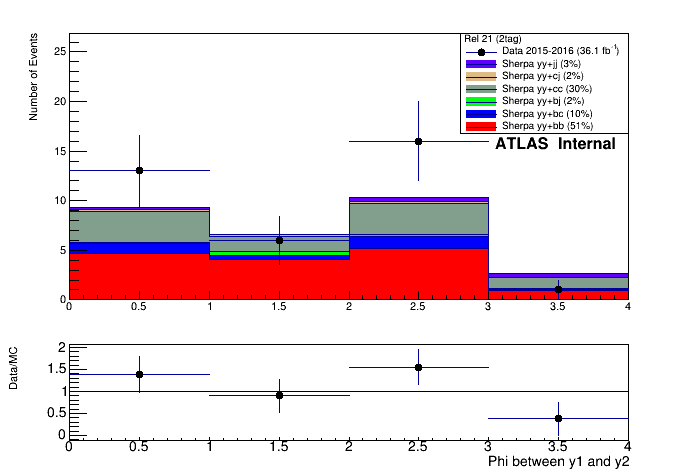 Number of Events
25
20
15
10
5
0
Rel 21 (2tag)
Data 2015-2016 (36.1 fb⁻¹)
Sherpa yy+jj (3%)
Sherpa yy+cj (2%)
Sherpa yy+cc (30%)
Sherpa yy+bj (2%)
Sherpa yy+bc (10%)
Sherpa yy+bb (51%)
ATLAS Internal
0 0.5 1 1.5 2 2.5 3 3.5 4
Data/MC
2
1.5
1
0.5
0
0 0.5 1 1.5 2 2.5 3 3.5 4
Phi between y1 and y2